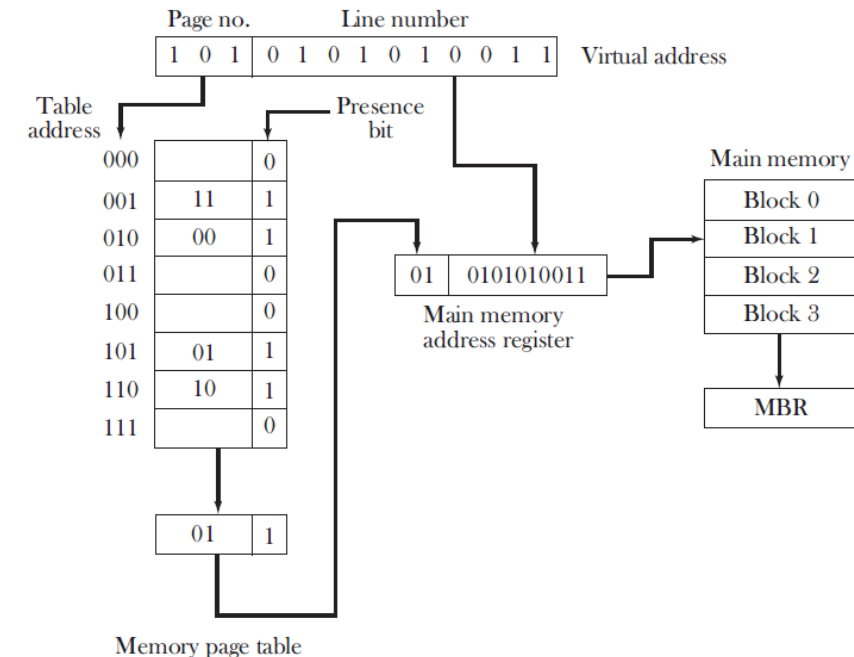 Page no. Line number
1 0 1 0 1 0 1 0 1 0 0 1 1 Virtual address
Table address
Presence bit
000 0
001 11 1
010 00 1
011 0
100 0
101 01 1
110 10 1
111 0
01 1
Memory page table
01 0101010011
Main memory
address register
Main memory
Block 0
Block 1
Block 2
Block 3
MBR